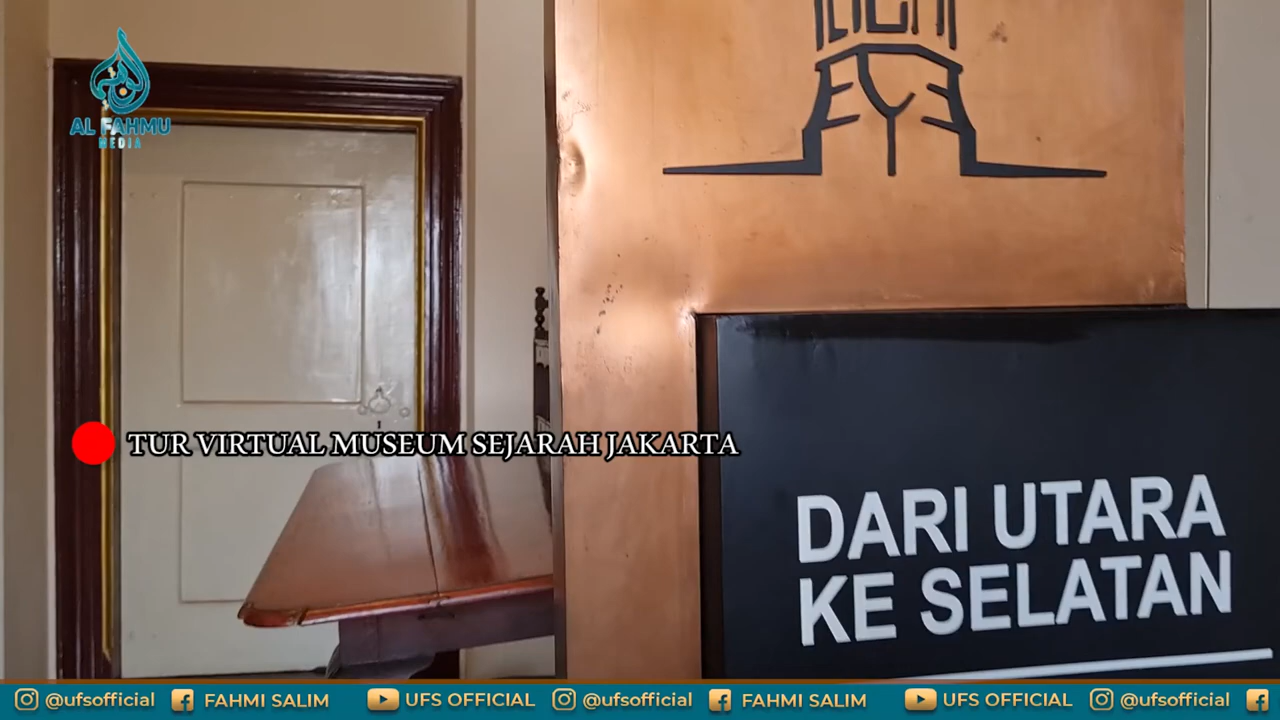 AL FAHMU
MEDIA
TUR VIRTUAL MUSEUM SEJARAH JAKARTA
DARI UTARA
KE SELATAN
@ufsofficial FAHMI SALIM UFS OFFICIAL @ufsofficial FAHMI SALIM UFS OFFICIAL @ufsofficial